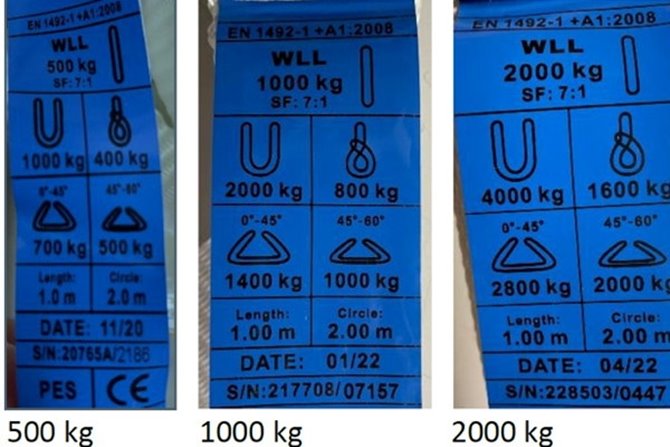 EN 1492-1 +A1:2008
WLL
500 kg
SF: 7:1
1000 kg 400 kg
0°-45° 45°-60°
700 kg 500 kg
Length: Circle:
1.0 m 2.0 m
DATE: 11/20
S/N:20765A/2186
PES CE
500 kg
EN 1492-1 +A1:2008
WLL
1000 kg
SF: 7:1
2000 kg 800 kg
0°-45° 45°-60°
1400 kg 1000 kg
Length: Circle:
1.00 m 2.00 m
DATE: 01/22
S/N:217708/07157
1000 kg
EN 1492-1 +A1:2008
WLL
2000 kg
SF: 7:1
4000 kg 1600 kg
0°-45° 45°-60°
2800 kg 2000 kg
Length: Circle:
1.00 m 2.00 m
DATE: 04/22
S/N:228503/0447
2000 kg